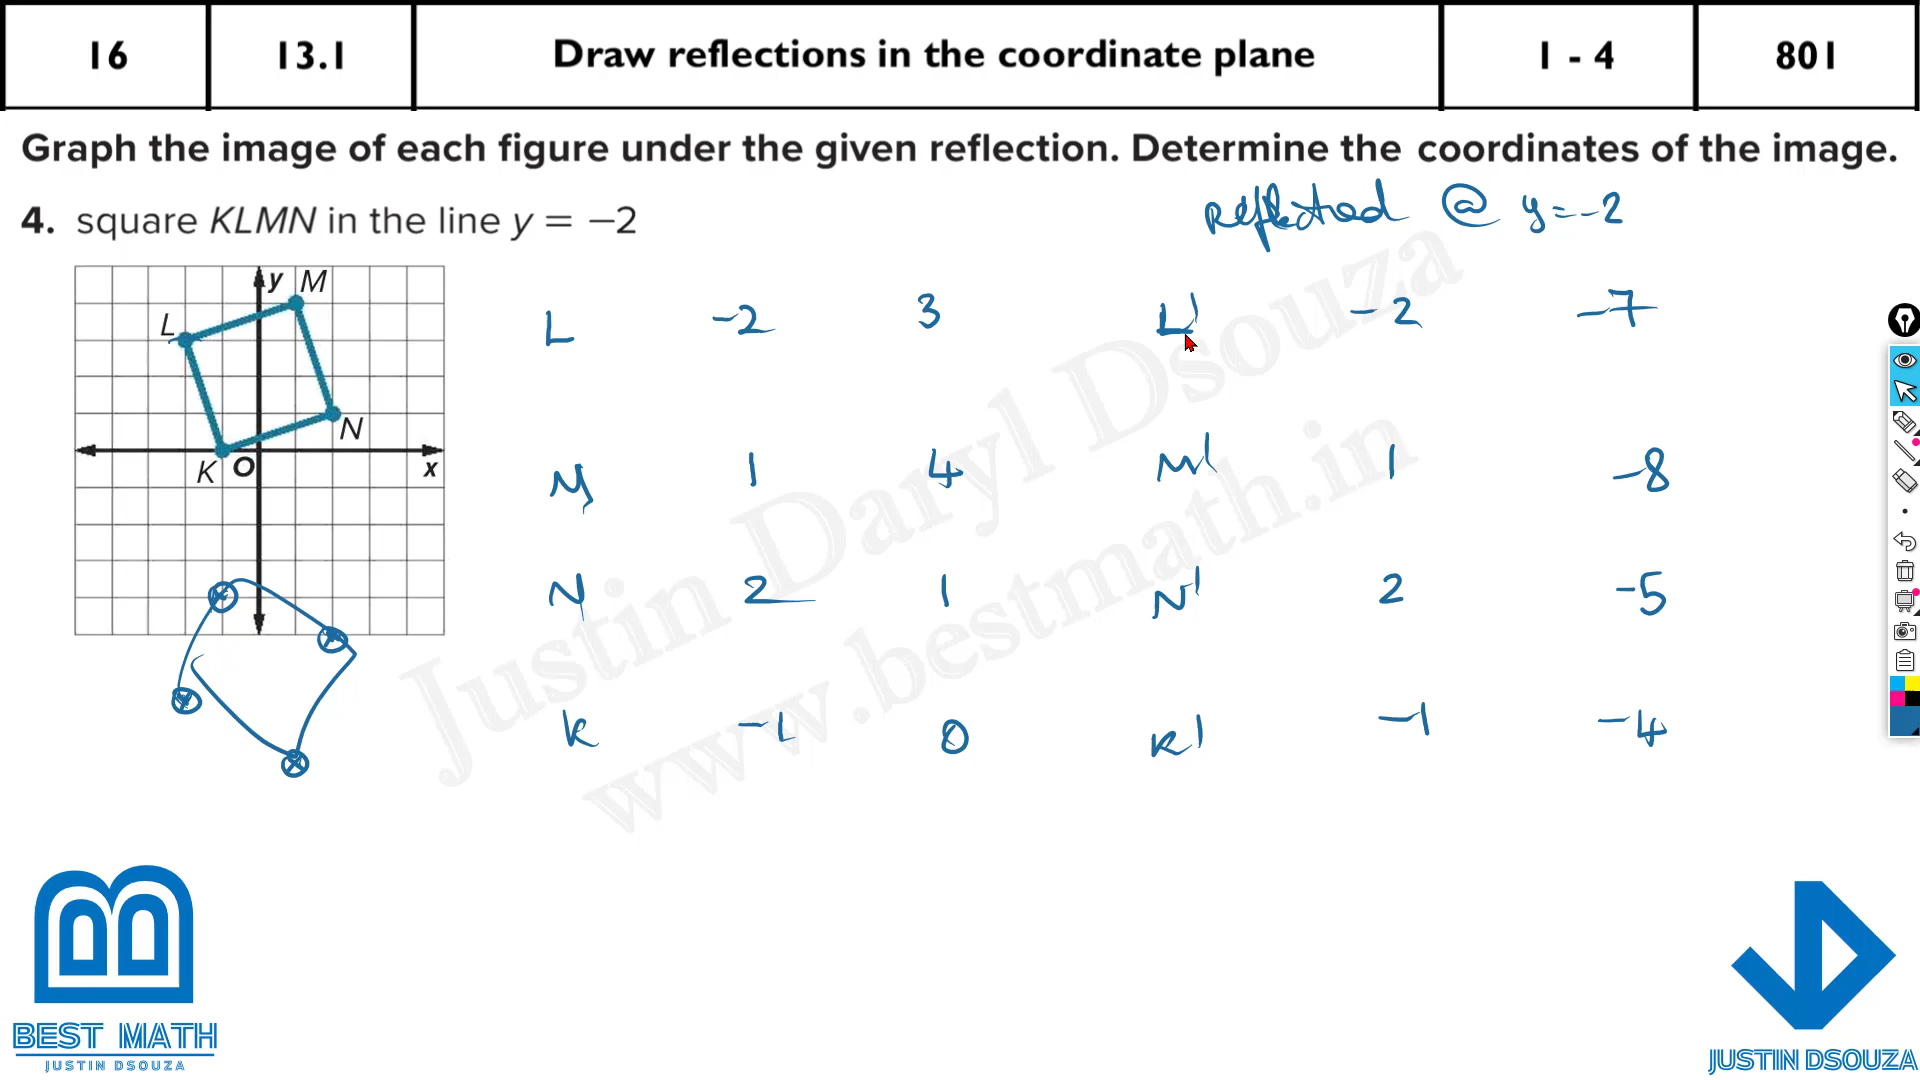 16 13.1 Draw reflections in the coordinate plane 1 - 4 801
Graph the image of each figure under the given reflection. Determine the coordinates of the image.
4. square KLMN in the line y = −2
reflected @ y=-2
y M
L
N
K O x
L -2 3 L' -2 -7
M 1 4 M' 1 -8
N 2 1 N' 2 -5
K -1 0 K' -1 -4
Justin Daryl Dsouza
www.bestmath.in
BEST MATH
JUSTIN DSOUZA
JUSTIN DSOUZA